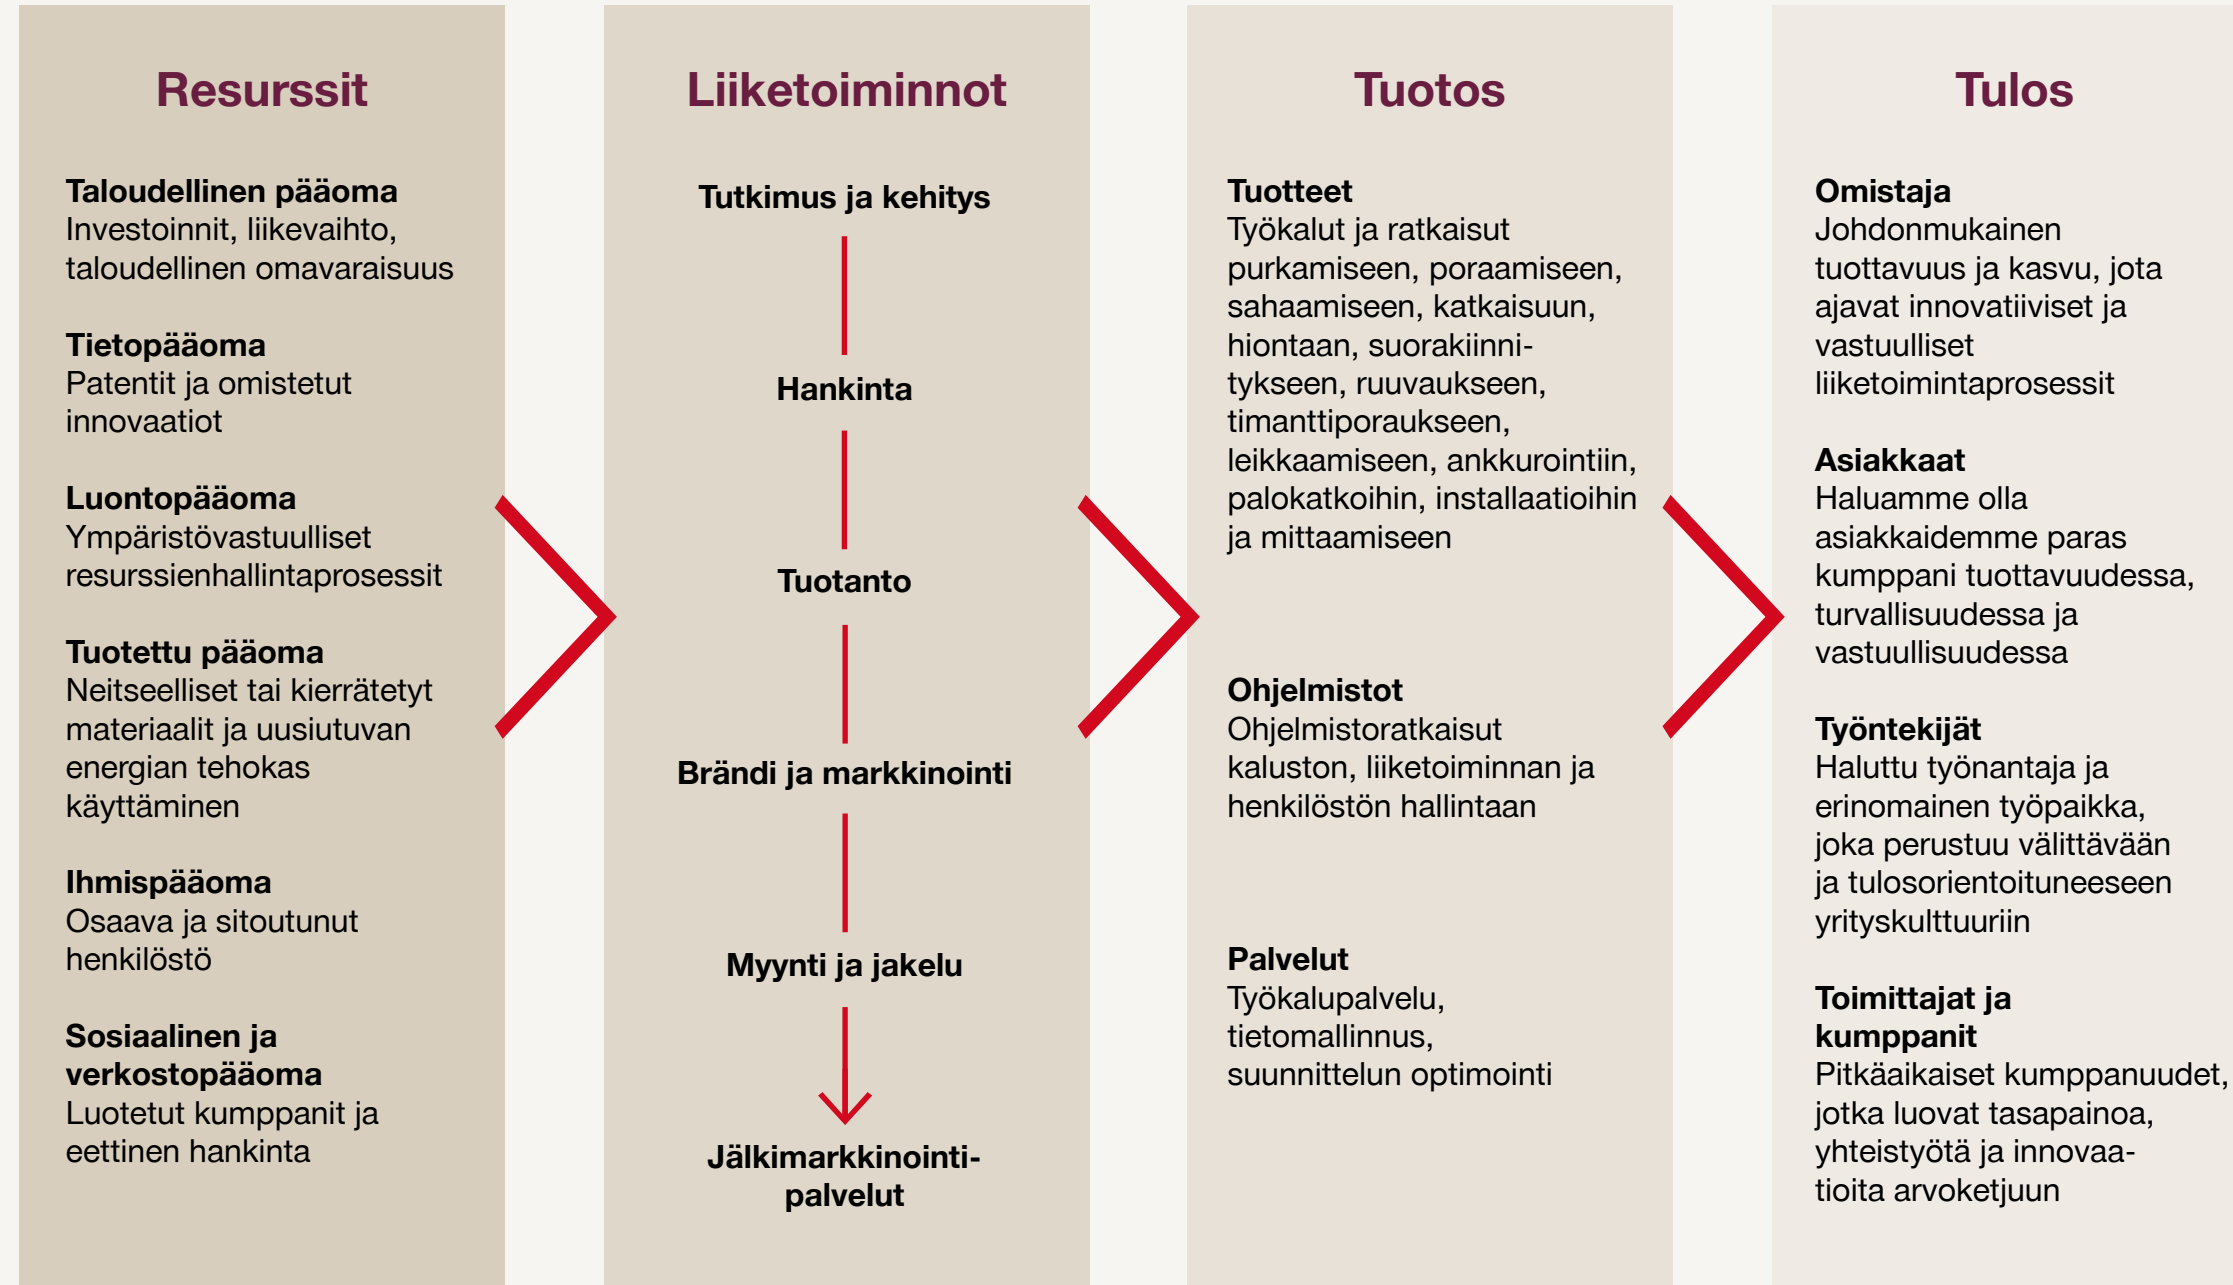 Resurssit
Taloudellinen pääoma
Investoinnit, liikevaihto,
taloudellinen omavaraisuus
Tietopääoma
Patentit ja omistetut
innovaatiot
Luontopääoma
Ympäristövastuulliset
resurssienhallintaprosessit
Tuotettu pääoma
Neitseelliset tai kierrätetyt
materiaalit ja uusiutuvan
energian tehokas
käyttäminen
Ihmispääoma
Osaava ja sitoutunut
henkilöstö
Sosiaalinen ja
verkostopääoma
Luotetut kumppanit ja
eettinen hankinta
Liiketoiminnot
Tutkimus ja kehitys
Hankinta
Tuotanto
Brändi ja markkinointi
Myynti ja jakelu
Jälkimarkkinointi-
palvelut
Tuotos
Tuotteet
Työkalut ja ratkaisut
purkamiseen, poraamiseen,
sahaamiseen, katkaisuun,
hiontaan, suorakiinni-
tykseen, ruuvaukseen,
timanttiporaukseen,
leikkaamiseen, ankkurointiin,
palokatkoihin, installaatioihin
ja mittaamiseen
Ohjelmistot
Ohjelmistoratkaisut
kaluston, liiketoiminnan ja
henkilöstön hallintaan
Palvelut
Työkalupalvelu,
tietomallinnus,
suunnittelun optimointi
Tulos
Omistaja
Johdonmukainen
tuottavuus ja kasvu, jota
ajavat innovatiiviset ja
vastuulliset
liiketoimintaprosessit
Asiakkaat
Haluamme olla
asiakkaidemme paras
kumppani tuottavuudessa,
turvallisuudessa ja
vastuullisuudessa
Työntekijät
Haluttu työnantaja ja
erinomainen työpaikka,
joka perustuu välittävään
ja tulosorientoituneeseen
yrityskulttuuriin
Toimittajat ja
kumppanit
Pitkäaikaiset kumppanuudet,
jotka luovat tasapainoa,
yhteistyötä ja innovaa-
tioita arvoketjuun